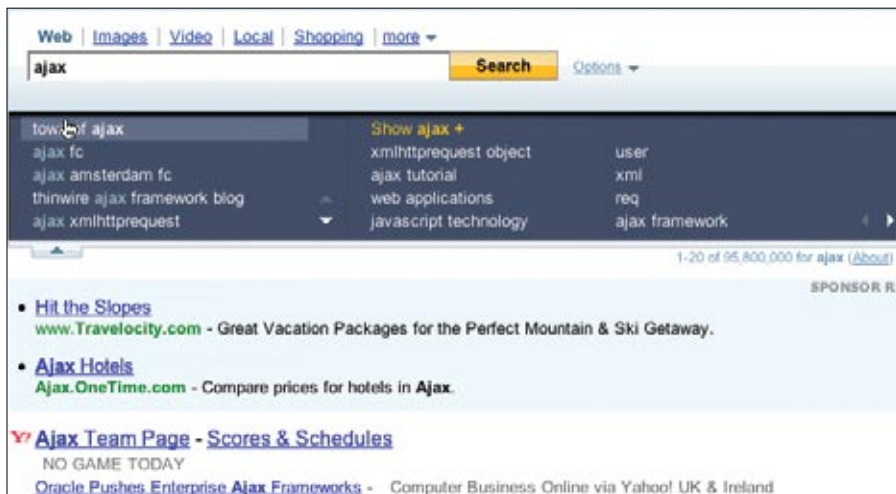 Web | Images | Video | Local | Shopping | more
ajax Search Options
town of ajax
ajax fc
ajax amsterdam fc
thinwire ajax framework blog
ajax xmlhttprequest
Show ajax +
xmlhttprequest object
ajax tutorial
web applications
javascript technology
user
xml
req
ajax framework
1-20 of 95,800,000 for ajax (About)
SPONSOR R
• Hit the Slopes
www.Travelocity.com - Great Vacation Packages for the Perfect Mountain & Ski Getaway.
• Ajax Hotels
Ajax.OneTime.com - Compare prices for hotels in Ajax.
Y! Ajax Team Page - Scores & Schedules
NO GAME TODAY
Oracle Pushes Enterprise Ajax Frameworks - Computer Business Online via Yahoo! UK & Ireland